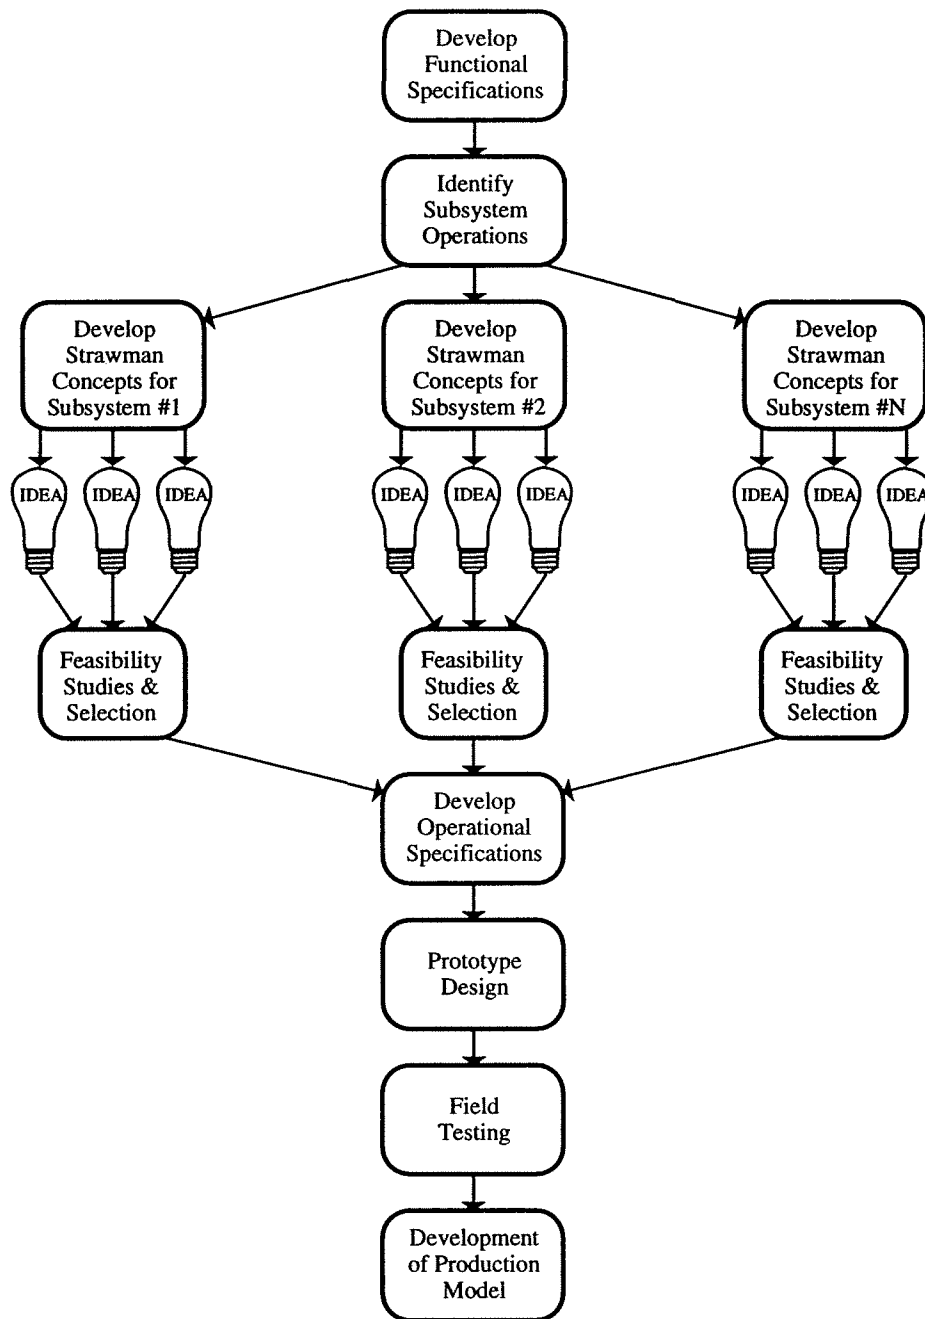 Develop
Functional
Specifications
Identify
Subsystem
Operations
Develop
Strawman
Concepts for
Subsystem #1
Develop
Strawman
Concepts for
Subsystem #2
Develop
Strawman
Concepts for
Subsystem #N
IDEA
IDEA
IDEA
IDEA
IDEA
IDEA
IDEA
IDEA
IDEA
Feasibility
Studies &
Selection
Feasibility
Studies &
Selection
Feasibility
Studies &
Selection
Develop
Operational
Specifications
Prototype
Design
Field
Testing
Development
of Production
Model